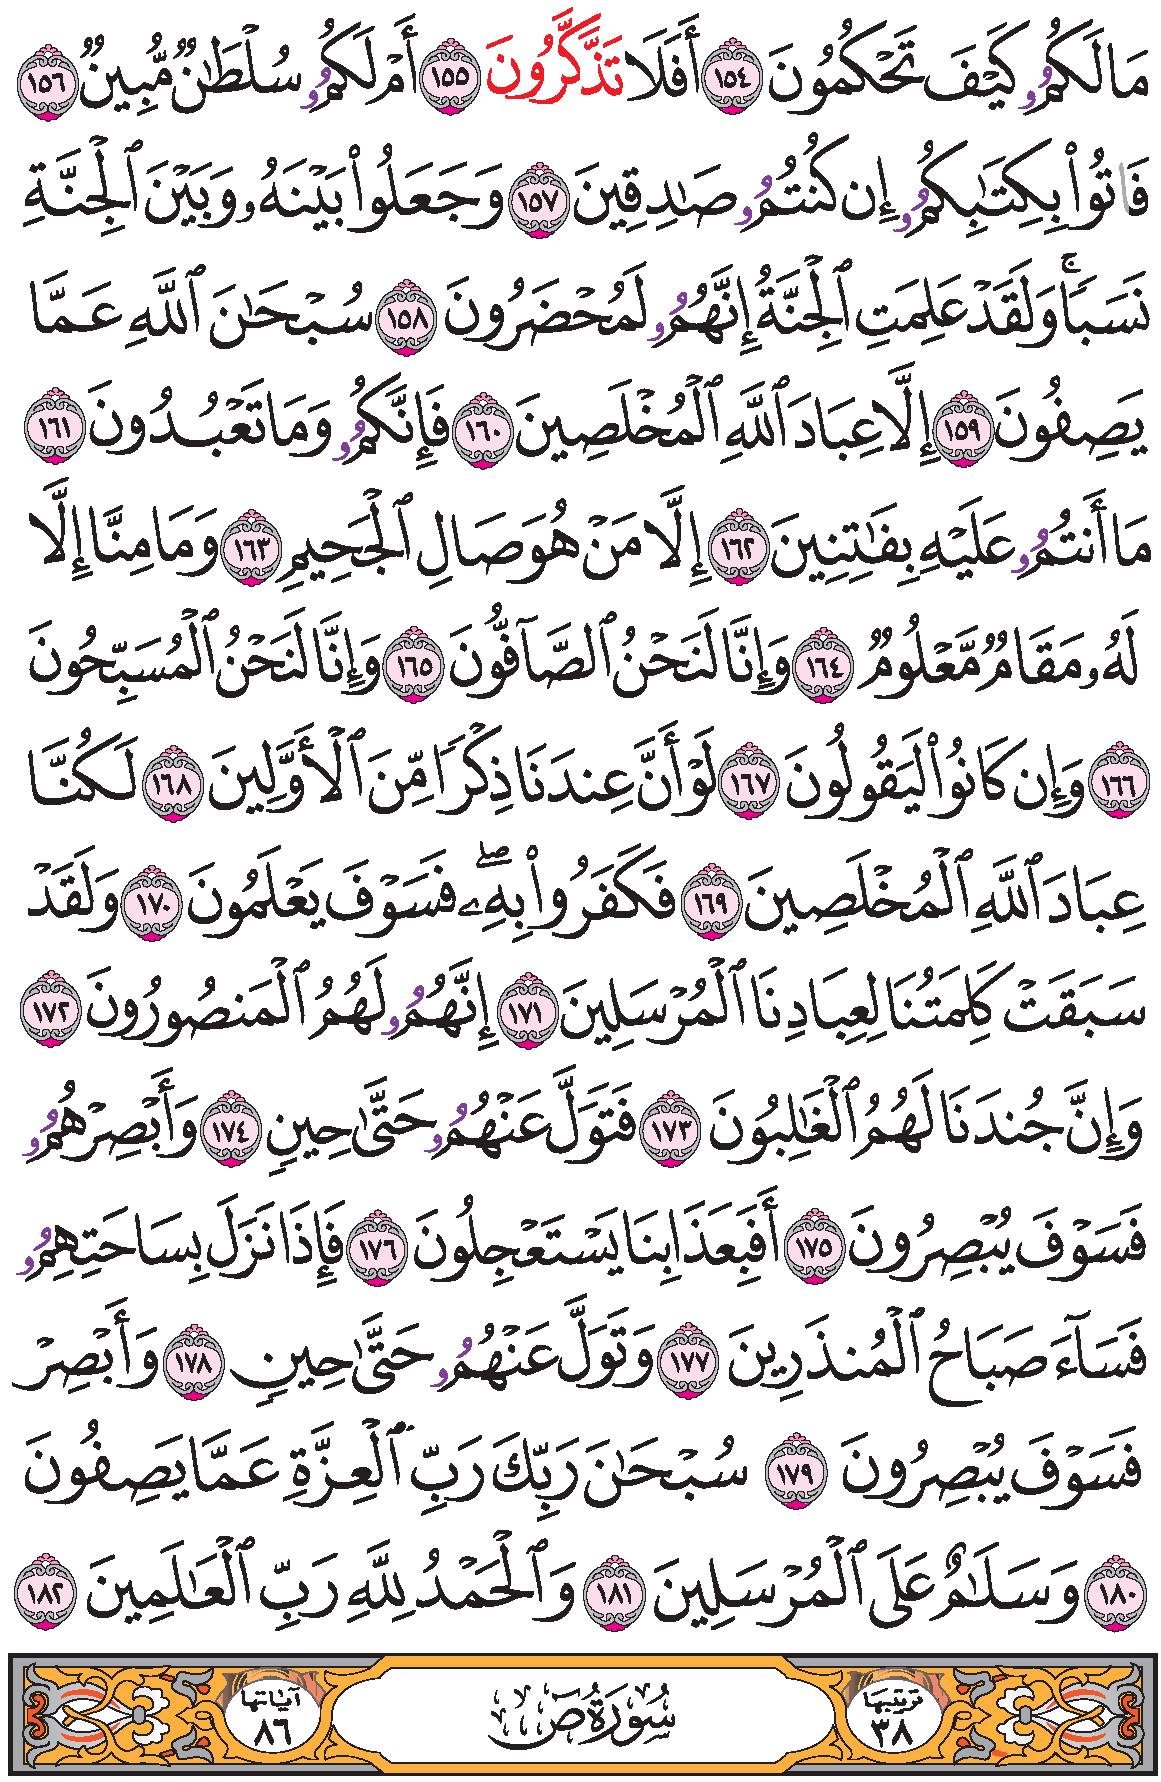 مَا لَكُمُۥ كَيْفَ تَحْكُمُونَ ١٥٤ أَفَلَا تَذَّكَّرُونَ ١٥٥ أَمْ لَكُمُۥ سُلْطَٰنٌ مُّبِينٌ ١٥٦
فَاتُوا۟ بِكِتَٰبِكُمُۥ إِن كُنتُمُۥ صَٰدِقِينَ ١٥٧ وَجَعَلُوا۟ بَيْنَهُۥ وَبَيْنَ ٱلْجِنَّةِ
نَسَبًاۚ وَلَقَدْ عَلِمَتِ ٱلْجِنَّةُ إِنَّهُمُۥ لَمُحْضَرُونَ ١٥٨ سُبْحَٰنَ ٱللَّهِ عَمَّا
يَصِفُونَ ١٥٩ إِلَّا عِبَادَ ٱللَّهِ ٱلْمُخْلَصِينَ ١٦٠ فَإِنَّكُمُۥ وَمَا تَعْبُدُونَ ١٦١
مَا أَنتُمُۥ عَلَيْهِ بِفَٰتِنِينَ ١٦٢ إِلَّا مَنْ هُوَ صَالِ ٱلْجَحِيمِ ١٦٣ وَمَا مِنَّا إِلَّا
لَهُۥ مَقَامٌ مَّعْلُومٌ ١٦٤ وَإِنَّا لَنَحْنُ ٱلصَّآفُّونَ ١٦٥ وَإِنَّا لَنَحْنُ ٱلْمُسَبِّحُونَ
١٦٦ وَإِن كَانُوا۟ لَيَقُولُونَ ١٦٧ لَوْ أَنَّ عِندَنَا ذِكْرًا مِّنَ ٱلْأَوَّلِينَ ١٦٨ لَكُنَّا
عِبَادَ ٱللَّهِ ٱلْمُخْلَصِينَ ١٦٩ فَكَفَرُوا۟ بِهِۦۖ فَسَوْفَ يَعْلَمُونَ ١٧٠ وَلَقَدْ
سَبَقَتْ كَلِمَتُنَا لِعِبَادِنَا ٱلْمُرْسَلِينَ ١٧١ إِنَّهُمُۥ لَهُمُ ٱلْمَنصُورُونَ ١٧٢
وَإِنَّ جُندَنَا لَهُمُ ٱلْغَٰلِبُونَ ١٧٣ فَتَوَلَّ عَنْهُمُۥ حَتَّىٰ حِينٍ ١٧٤ وَأَبْصِرْهُمُۥ
فَسَوْفَ يُبْصِرُونَ ١٧٥ أَفَبِعَذَابِنَا يَسْتَعْجِلُونَ ١٧٦ فَإِذَا نَزَلَ بِسَاحَتِهِمُۥ
فَسَآءَ صَبَاحُ ٱلْمُنذَرِينَ ١٧٧ وَتَوَلَّ عَنْهُمُۥ حَتَّىٰ حِينٍ ١٧٨ وَأَبْصِرْ
فَسَوْفَ يُبْصِرُونَ ١٧٩ سُبْحَٰنَ رَبِّكَ رَبِّ ٱلْعِزَّةِ عَمَّا يَصِفُونَ
١٨٠ وَسَلَٰمٌ عَلَى ٱلْمُرْسَلِينَ ١٨١ وَٱلْحَمْدُ لِلَّهِ رَبِّ ٱلْعَٰلَمِينَ ١٨٢
ترتيبها ٣٨ سُورَةُ صٓ آياتها ٨٦